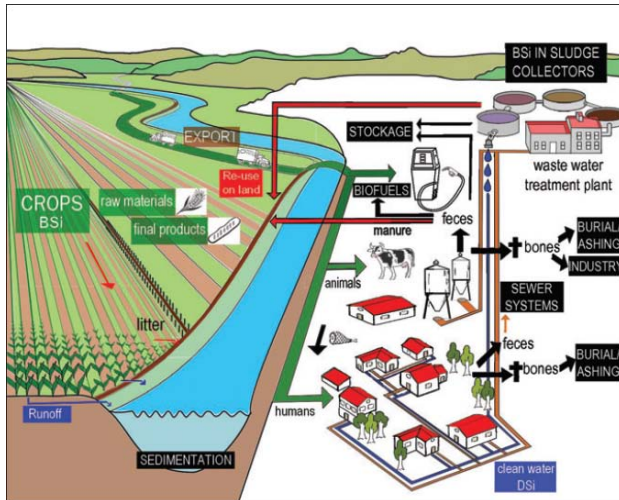 BSi IN SLUDGE
COLLECTORS
EXPORT
STOCKAGE
Re-use
on land
BIOFUELS
waste water
treatment plant
CROPS
BSi
raw materials
final products
manure
feces
bones
BURIAL/
ASHING
INDUSTRY
animals
SEWER
SYSTEMS
litter
feces
bones
BURIAL/
ASHING
Runoff
humans
SEDIMENTATION
clean water
DSi